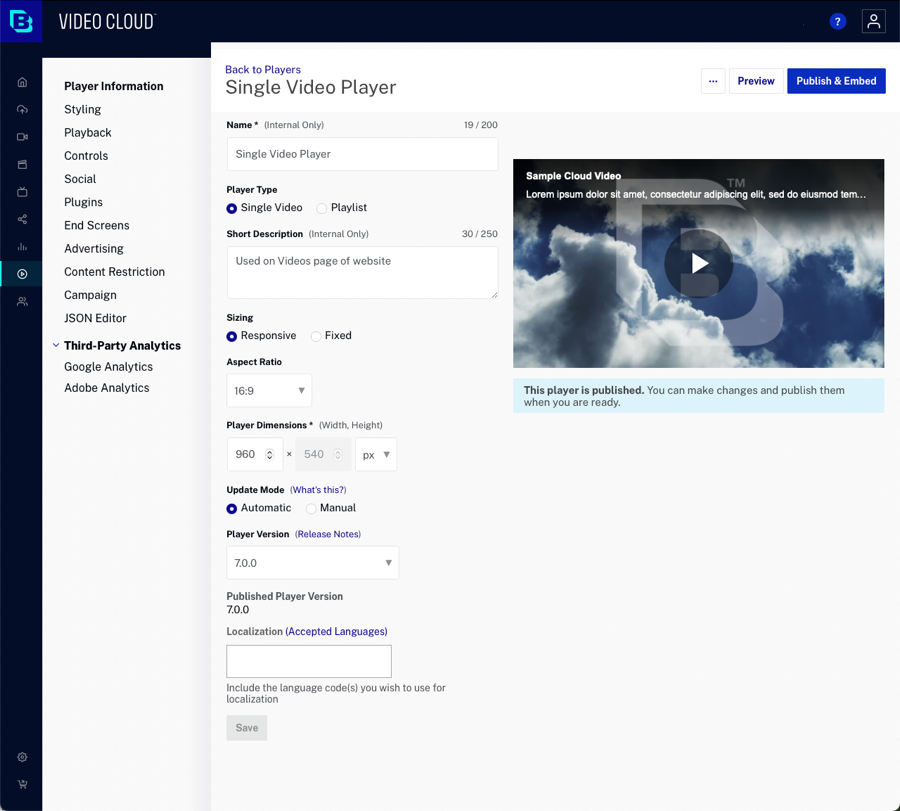 VIDEO CLOUD™
?
Player Information
Styling
Playback
Controls
Social
Plugins
End Screens
Advertising
Content Restriction
Campaign
JSON Editor
Third-Party Analytics
Google Analytics
Adobe Analytics
Back to Players
Single Video Player
...
Preview
Publish & Embed
Name * (Internal Only) 19 / 200
Single Video Player
Player Type
Single Video Playlist
Short Description (Internal Only) 30 / 250
Used on Videos page of website
Sizing
Responsive Fixed
Aspect Ratio
16:9
Player Dimensions * (Width, Height)
960 × 540 px
Update Mode (What's this?)
Automatic Manual
Player Version (Release Notes)
7.0.0
Published Player Version
7.0.0
Localization (Accepted Languages)
Include the language code(s) you wish to use for
localization
Save
Sample Cloud Video
TM
Lorem ipsum dolor sit amet, consectetur adipiscing elit, sed do eiusmod tem...
This player is published. You can make changes and publish them
when you are ready.